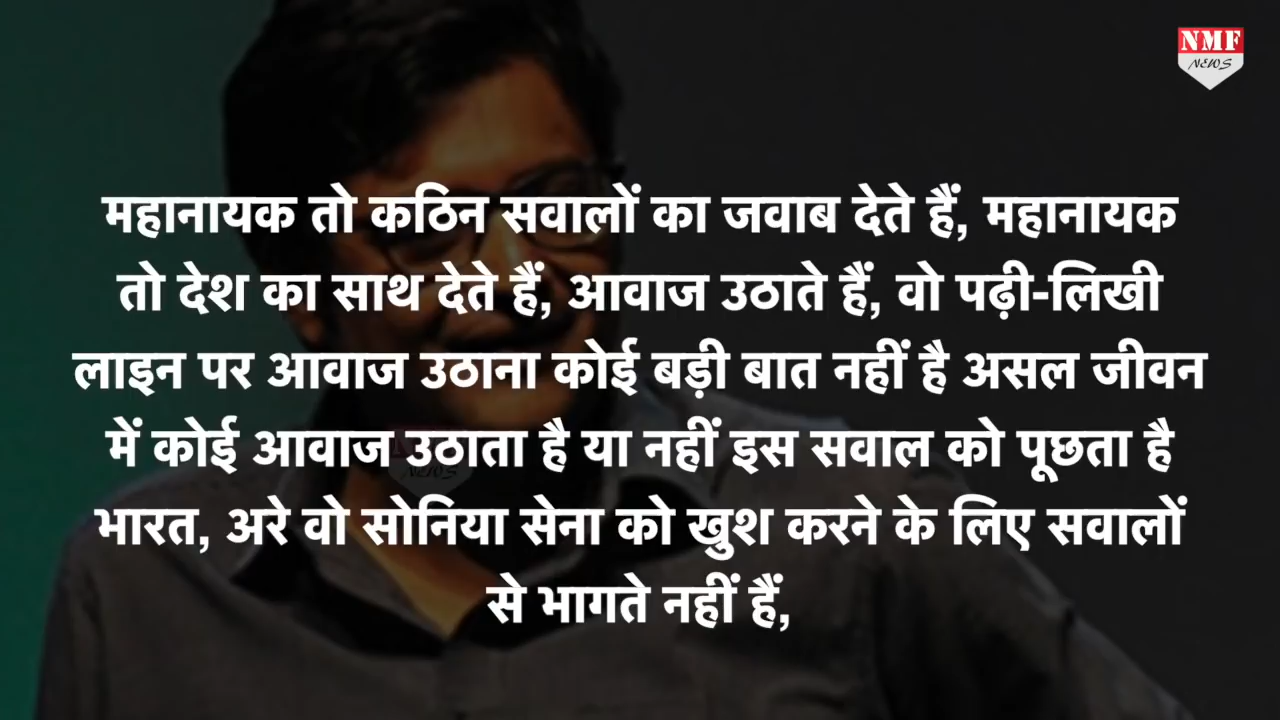 NMF
NEWS
महानायक तो कठिन सवालों का जवाब देते हैं, महानायक
तो देश का साथ देते हैं, आवाज उठाते हैं, वो पढ़ी-लिखी
लाइन पर आवाज उठाना कोई बड़ी बात नहीं है असल जीवन
में कोई आवाज उठाता है या नहीं इस सवाल को पूछता है
भारत, अरे वो सोनिया सेना को खुश करने के लिए सवालों
से भागते नहीं हैं,
NEWS